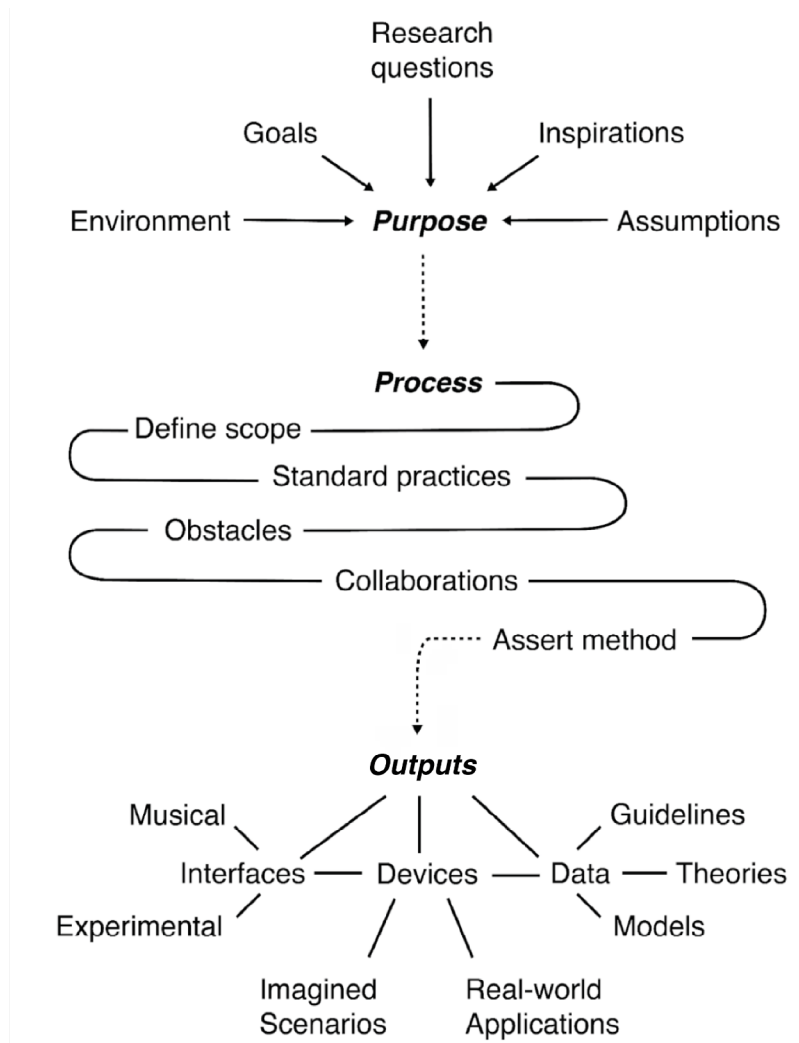 Research
questions
Goals
Inspirations
Environment
Purpose
Assumptions
Process
Define scope
Standard practices
Obstacles
Collaborations
Assert method
Outputs
Musical
Guidelines
Interfaces
Devices
Data
Theories
Experimental
Models
Imagined
Scenarios
Real-world
Applications